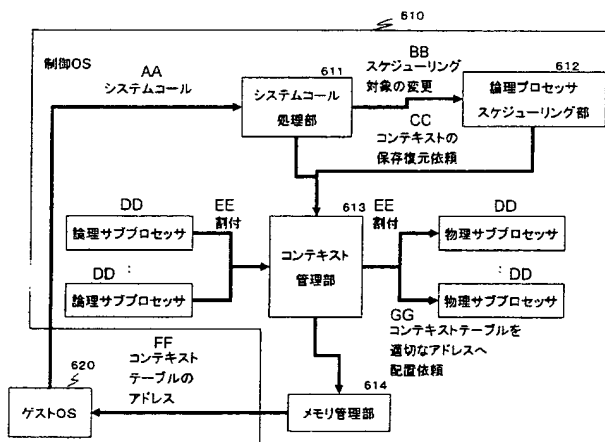 610
制御OS
AA
システムコール
611
システムコール
処理部
BB
スケジューリング
対象の変更
612
論理プロセッサ
スケジューリング部
CC
コンテキストの
保存復元依頼
DD
論理サブプロセッサ
DD
:
論理サブプロセッサ
EE
割付
613
コンテキスト
管理部
EE
割付
DD
物理サブプロセッサ
:
DD
物理サブプロセッサ
GG
コンテキストテーブルを
適切なアドレスへ
配置依頼
FF
コンテキスト
テーブルの
アドレス
620
ゲストOS
614
メモリ管理部